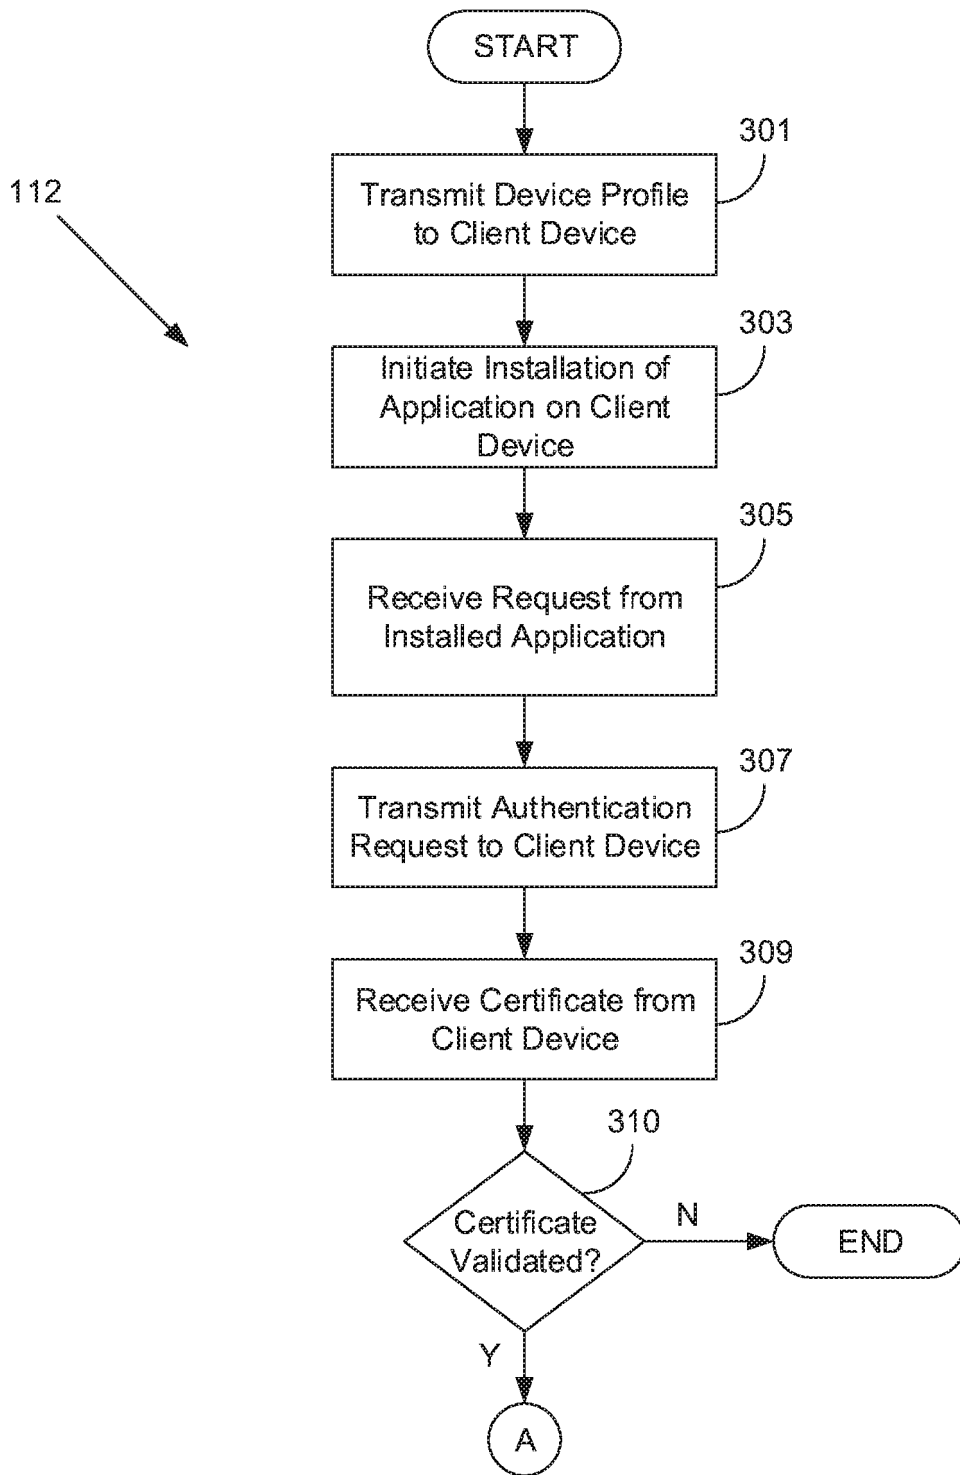 START
301
Transmit Device Profile
to Client Device
112
303
Initiate Installation of
Application on Client
Device
305
Receive Request from
Installed Application
307
Transmit Authentication
Request to Client Device
309
Receive Certificate from
Client Device
310
Certificate
Validated?
N
END
Y
A